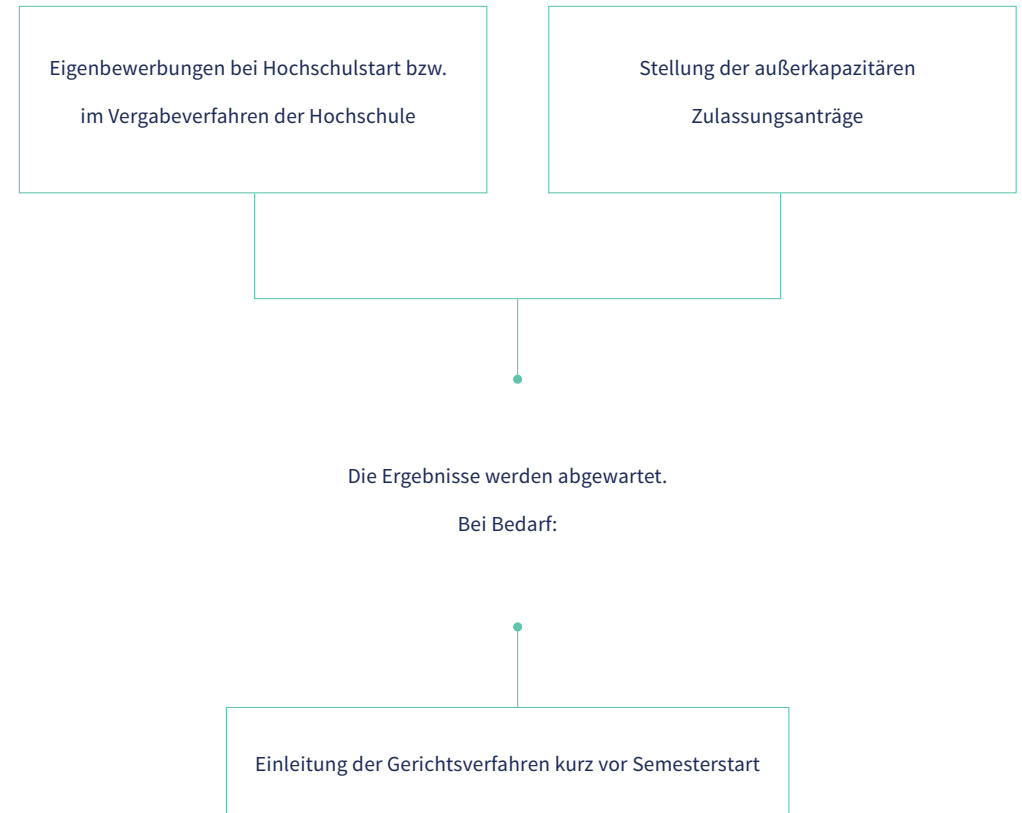 Eigenbewerbungen bei Hochschulstart bzw.
im Vergabeverfahren der Hochschule
Stellung der außerkapazitären
Zulassungsanträge
Die Ergebnisse werden abgewartet.
Bei Bedarf:
Einleitung der Gerichtsverfahren kurz vor Semesterstart